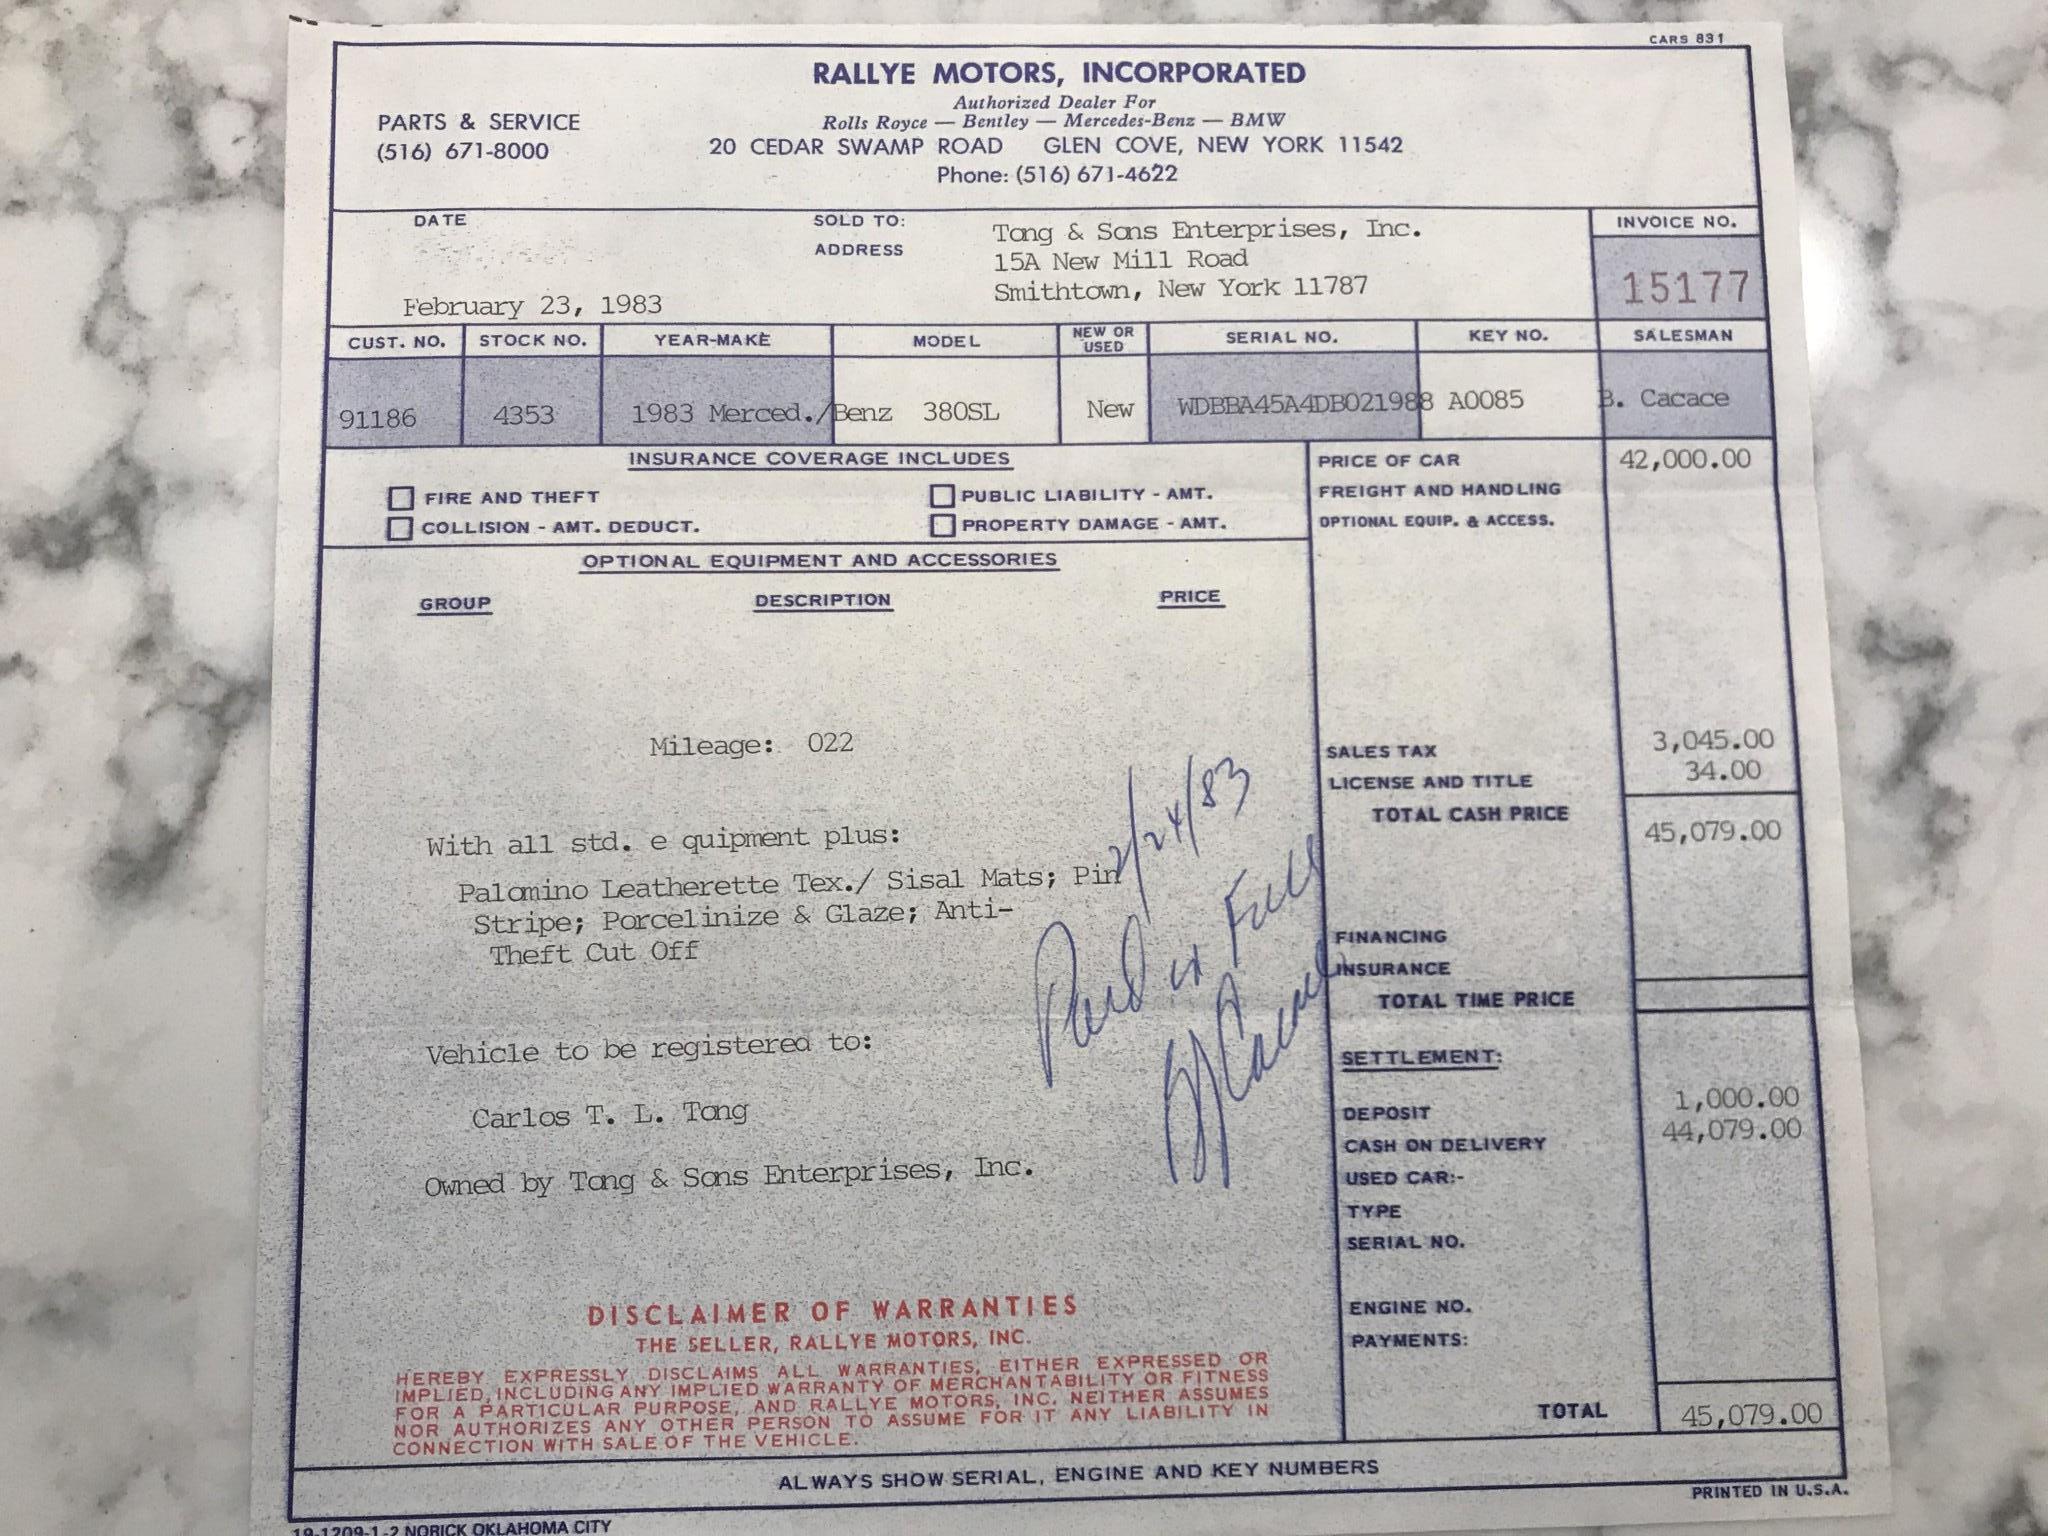 CARS 831
RALLYE MOTORS, INCORPORATED
Authorized Dealer For
Rolls Royce — Bentley — Mercedes-Benz — BMW
PARTS & SERVICE
(516) 671-8000
20 CEDAR SWAMP ROAD GLEN COVE, NEW YORK 11542
Phone: (516) 671-4622
DATE
February 23, 1983
SOLD TO: Tong & Sons Enterprises, Inc.
ADDRESS 15A New Mill Road
Smithtown, New York 11787
INVOICE NO.
15177
CUST. NO. STOCK NO. YEAR-MAKE MODEL NEW OR USED SERIAL NO. KEY NO. SALESMAN
91186 4353 1983 Merced./Benz 380SL New WDBBA45A4DB021988 A0085 B. Cacace
INSURANCE COVERAGE INCLUDES
FIRE AND THEFT PUBLIC LIABILITY - AMT.
COLLISION - AMT. DEDUCT. PROPERTY DAMAGE - AMT.
PRICE OF CAR 42,000.00
FREIGHT AND HANDLING
OPTIONAL EQUIP. & ACCESS.
OPTIONAL EQUIPMENT AND ACCESSORIES
GROUP DESCRIPTION PRICE
Mileage: 022
With all std. e quipment plus:
Palomino Leatherette Tex./ Sisal Mats; Pin
Stripe; Porcelinize & Glaze; Anti-
Theft Cut Off
Vehicle to be registered to:
Carlos T. L. Tong
Owned by Tong & Sons Enterprises, Inc.
2/24/83
Paid in Full
B Cacace
SALES TAX 3,045.00
LICENSE AND TITLE 34.00
TOTAL CASH PRICE 45,079.00
FINANCING
INSURANCE
TOTAL TIME PRICE
SETTLEMENT:
DEPOSIT 1,000.00
CASH ON DELIVERY 44,079.00
USED CAR:-
TYPE
SERIAL NO.
ENGINE NO.
PAYMENTS:
TOTAL 45,079.00
DISCLAIMER OF WARRANTIES
THE SELLER, RALLYE MOTORS, INC.
HEREBY EXPRESSLY DISCLAIMS ALL WARRANTIES, EITHER EXPRESSED OR
IMPLIED, INCLUDING ANY IMPLIED WARRANTY OF MERCHANTABILITY OR FITNESS
FOR A PARTICULAR PURPOSE, AND RALLYE MOTORS, INC. NEITHER ASSUMES
NOR AUTHORIZES ANY OTHER PERSON TO ASSUME FOR IT ANY LIABILITY IN
CONNECTION WITH SALE OF THE VEHICLE.
ALWAYS SHOW SERIAL, ENGINE AND KEY NUMBERS
PRINTED IN U.S.A.
19-1209-1-2 NORICK OKLAHOMA CITY